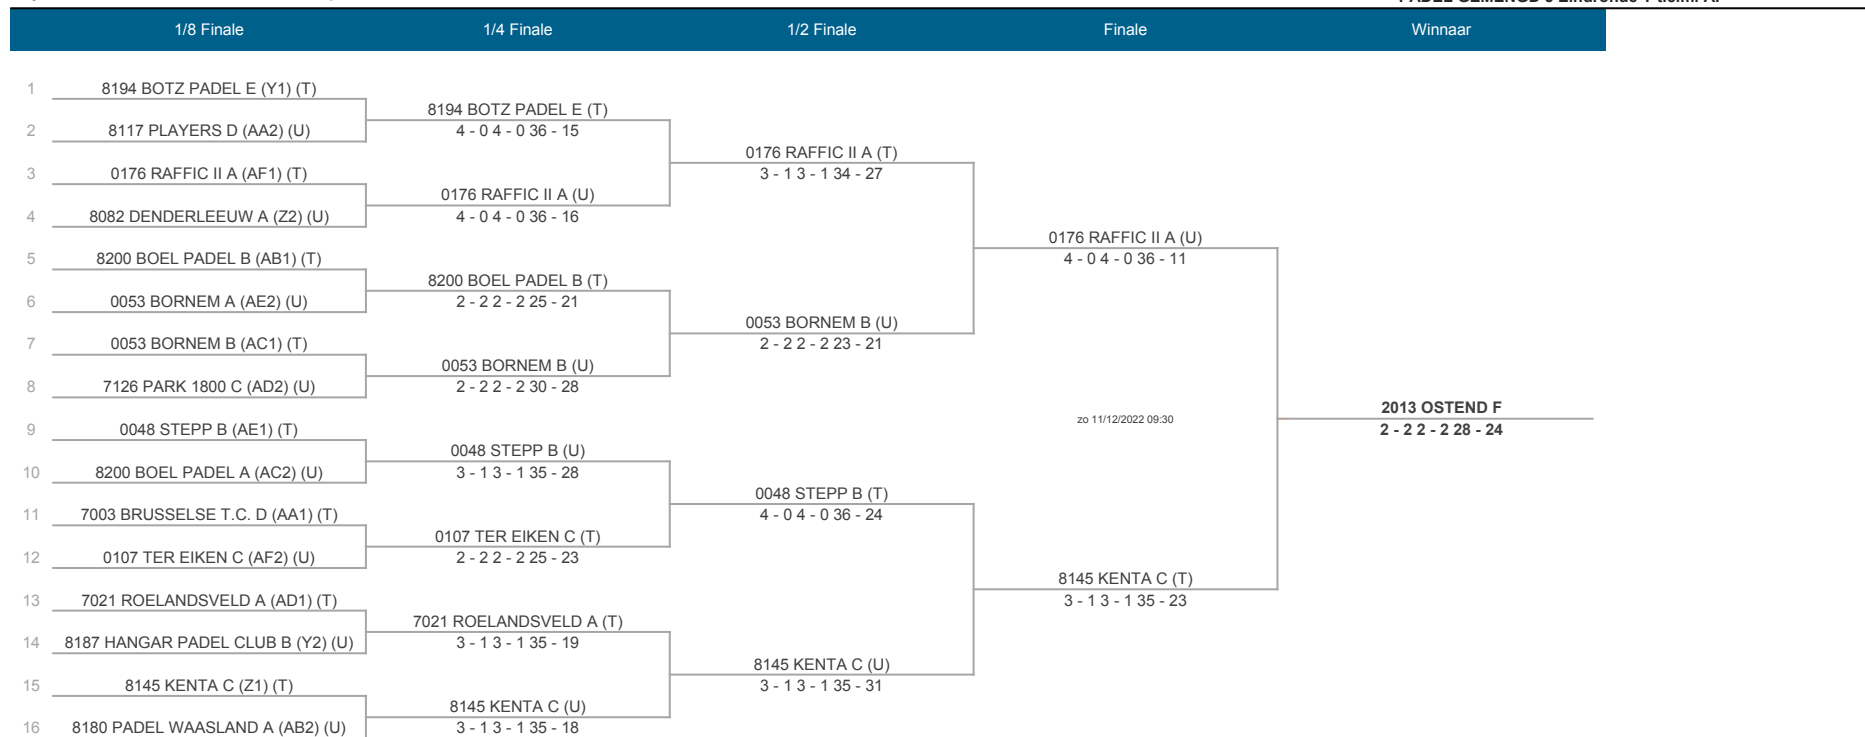 1/8 Finale 1/4 Finale 1/2 Finale Finale Winnaar
1 8194 BOTZ PADEL E (Y1) (T)
8194 BOTZ PADEL E (T)
2 8117 PLAYERS D (AA2) (U)
4 - 0 4 - 0 36 - 15
0176 RAFFIC II A (T)
3 - 1 3 - 1 34 - 27
3 0176 RAFFIC II A (AF1) (T)
0176 RAFFIC II A (U)
4 8082 DENDERLEEUW A (Z2) (U)
4 - 0 4 - 0 36 - 16
0176 RAFFIC II A (U)
4 - 0 4 - 0 36 - 11
5 8200 BOEL PADEL B (AB1) (T)
8200 BOEL PADEL B (T)
6 0053 BORNEM A (AE2) (U)
2 - 2 2 - 2 25 - 21
0053 BORNEM B (U)
2 - 2 2 - 2 23 - 21
7 0053 BORNEM B (AC1) (T)
0053 BORNEM B (U)
8 7126 PARK 1800 C (AD2) (U)
2 - 2 2 - 2 30 - 28
2013 OSTEND F
zo 11/12/2022 09:30
2 - 2 2 - 2 28 - 24
9 0048 STEPP B (AE1) (T)
0048 STEPP B (U)
10 8200 BOEL PADEL A (AC2) (U)
3 - 1 3 - 1 35 - 28
0048 STEPP B (T)
4 - 0 4 - 0 36 - 24
11 7003 BRUSSELSE T.C. D (AA1) (T)
0107 TER EIKEN C (T)
12 0107 TER EIKEN C (AF2) (U)
2 - 2 2 - 2 25 - 23
8145 KENTA C (T)
3 - 1 3 - 1 35 - 23
13 7021 ROELANDSVELD A (AD1) (T)
7021 ROELANDSVELD A (T)
14 8187 HANGAR PADEL CLUB B (Y2) (U)
3 - 1 3 - 1 35 - 19
8145 KENTA C (U)
3 - 1 3 - 1 35 - 31
15 8145 KENTA C (Z1) (T)
8145 KENTA C (U)
16 8180 PADEL WAASLAND A (AB2) (U)
3 - 1 3 - 1 35 - 18